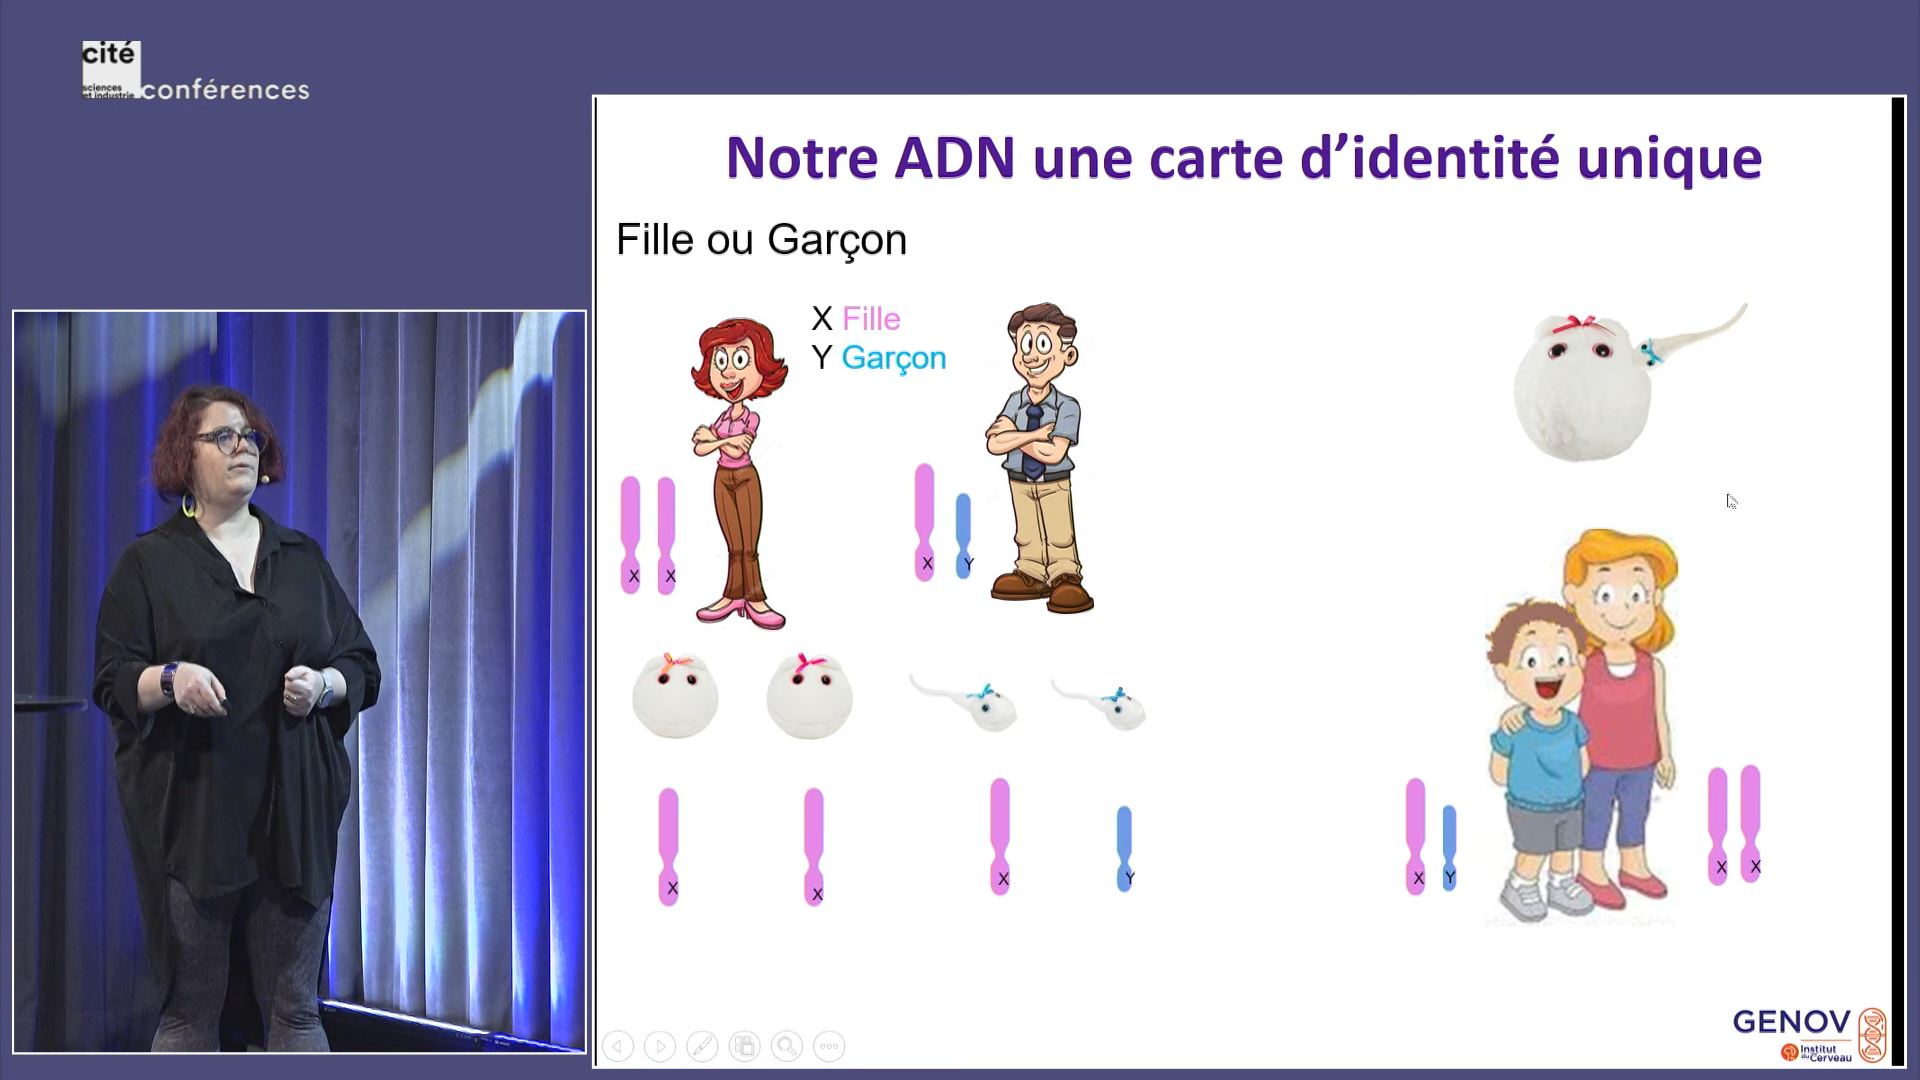 cité
sciences
et industrie
conférences
Notre ADN une carte d’identité unique
Fille ou Garçon
X Fille
Y Garçon
X X
X Y
X X X Y
X Y
X X
GENOV
Institut
du Cerveau